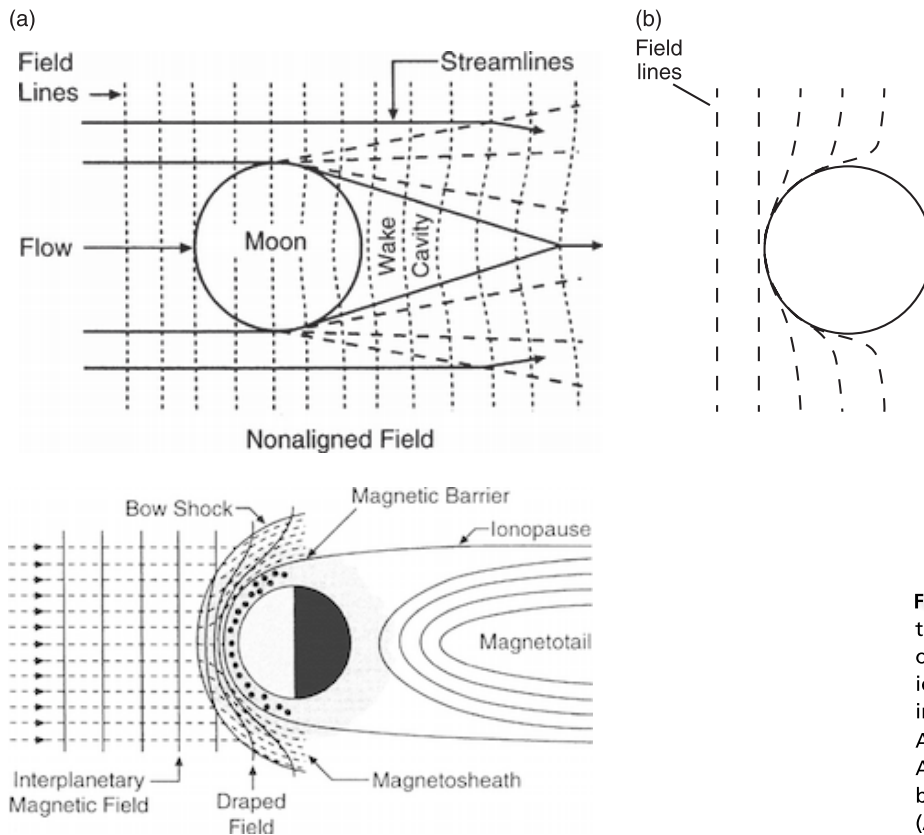 (a)
Field
Lines
Streamlines
Flow
Moon
Wake
Cavity
Nonaligned Field
(b)
Field
lines
Bow Shock
Magnetic Barrier
Ionopause
Magnetotail
Interplanetary
Magnetic Field
Draped
Field
Magnetosheath
F
t
c
i
A
A
b